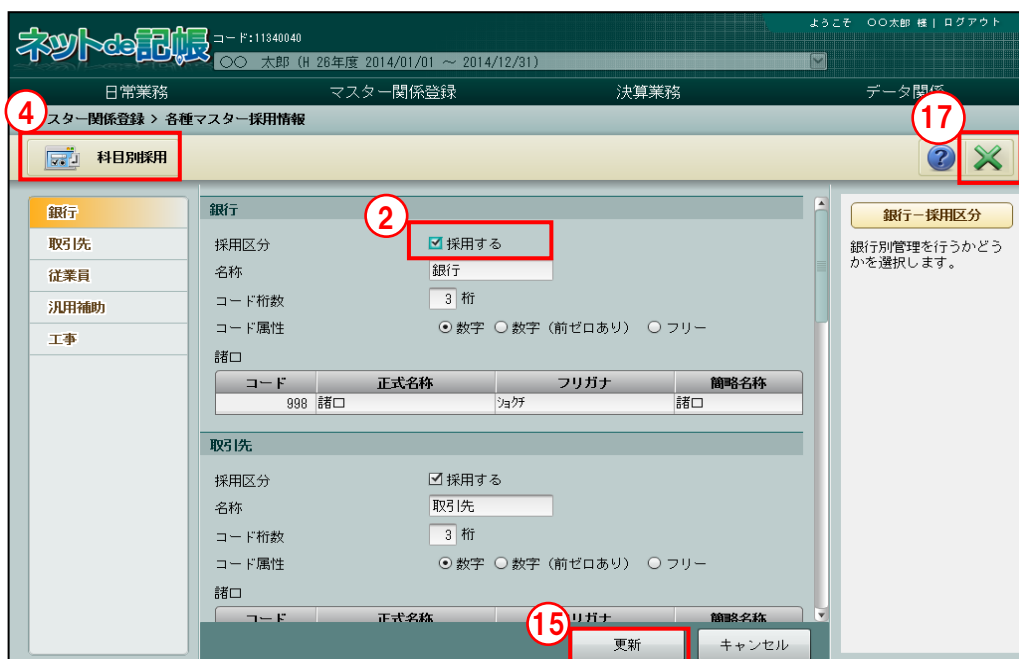 ようこそ 〇〇太郎 様 | ログアウト
ネットde記帳
コード:11340040
〇〇 太郎 (H 26年度 2014/01/01 ～ 2014/12/31)
日常業務 マスター関係登録 決算業務 データ関係
④ スター関係登録 > 各種マスター採用情報 ⑰
科目別採用 ?
銀行
取引先
従業員
汎用補助
工事
銀行
②
採用区分 採用する
名称 銀行
コード桁数 3 桁
コード属性 数字 数字（前ゼロあり） フリー
諸口
コード 正式名称 フリガナ 簡略名称
998 諸口 ｼｮｸﾁ 諸口
取引先
採用区分 採用する
名称 取引先
コード桁数 3 桁
コード属性 数字 数字（前ゼロあり） フリー
諸口
コード 正式名称 フリガナ 簡略名称
⑮
更新 キャンセル
銀行－採用区分
銀行別管理を行うかどう
かを選択します。